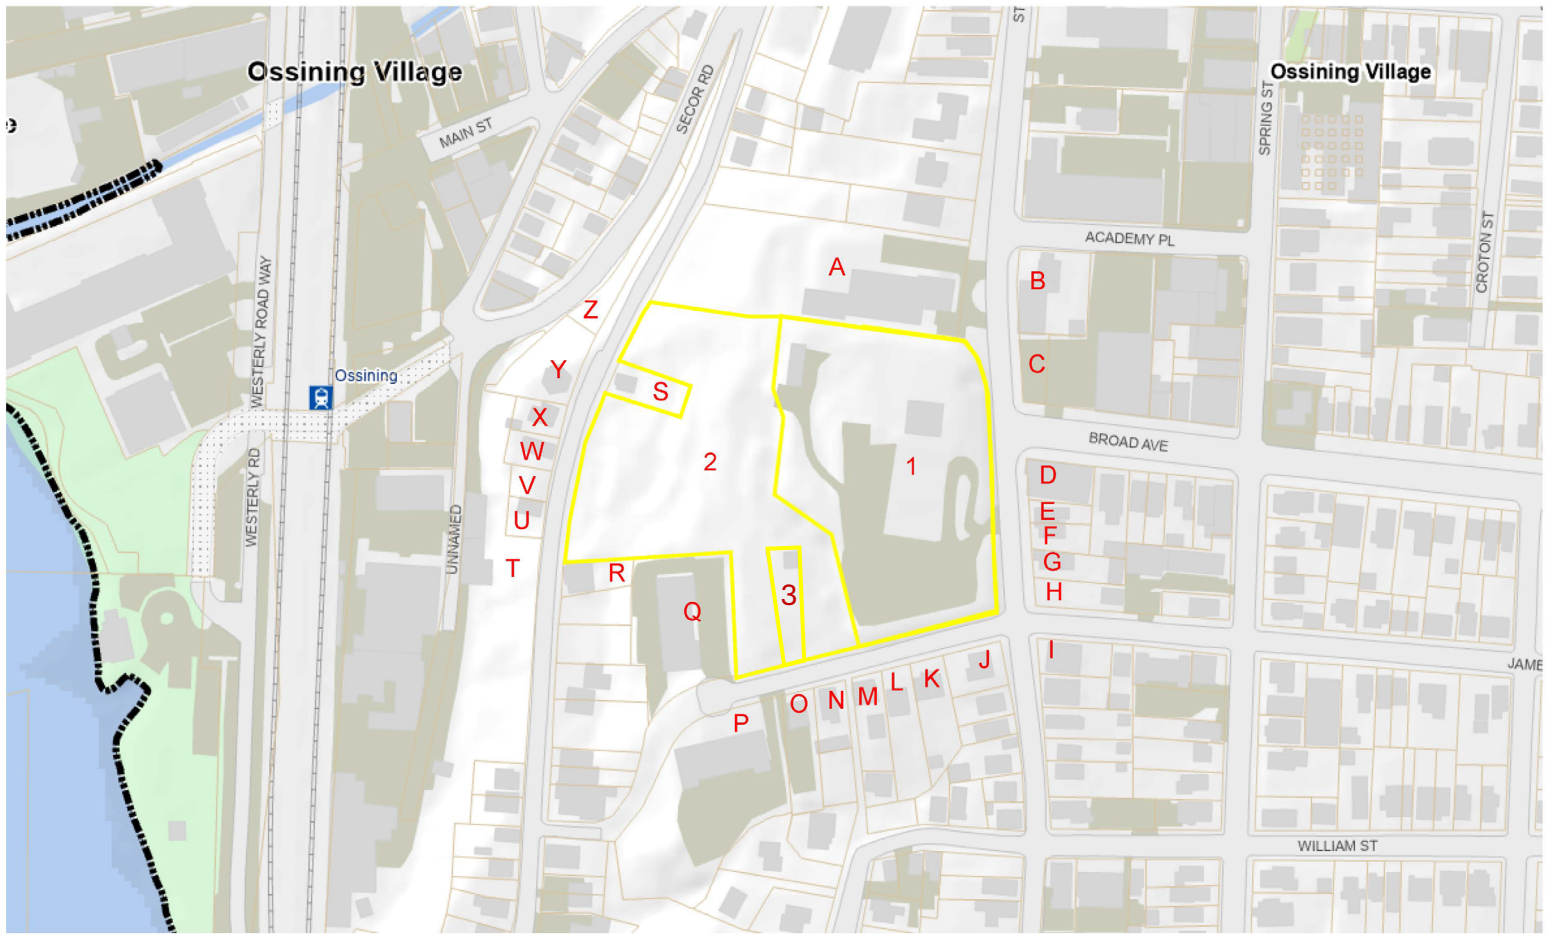 ST
Ossining Village
Ossining Village
SECOR RD
SPRING ST
MAIN ST
e
CROTON ST
ACADEMY PL
A
B
WESTERLY ROAD WAY
Z
C
Y
Ossining
S
X
BROAD AVE
W
2
1
D
V
WESTERLY RD
E
U
F
UNNAMED
G
T
R
H
3
Q
I
J
JAME
K
L
M
N
O
P
WILLIAM ST